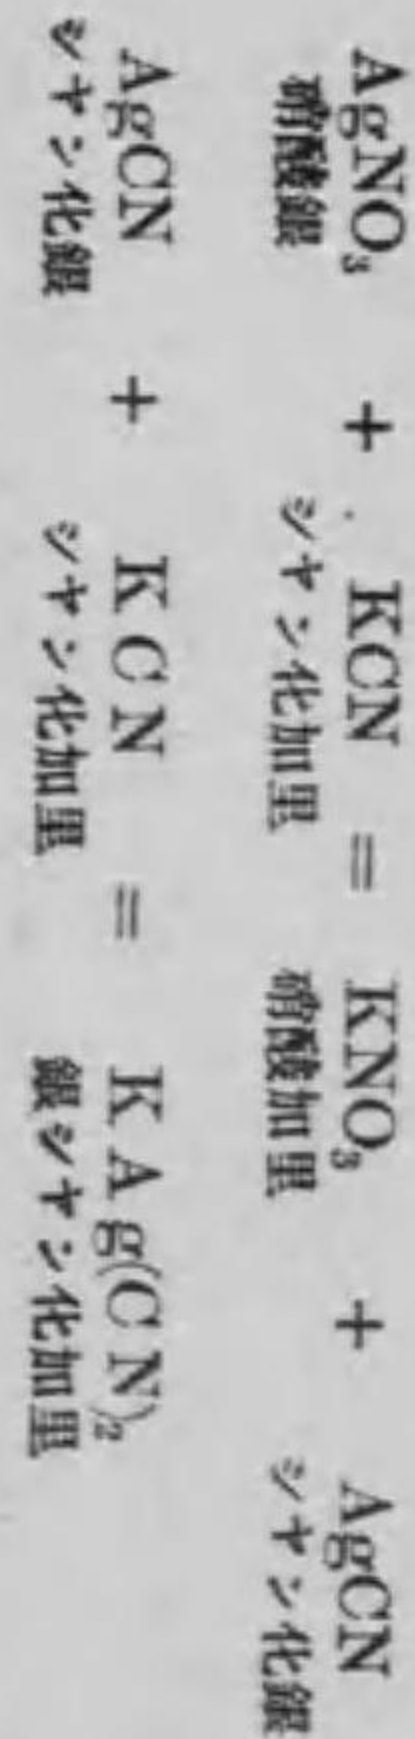 AgNO₃ + KCN = KNO₃ + AgCN
硝酸銀 シヤン化加里 硝酸加里 シヤン化銀
AgCN + KCN = KAg(CN)₂
シヤン化銀 シヤン化加里 銀シヤン化加里